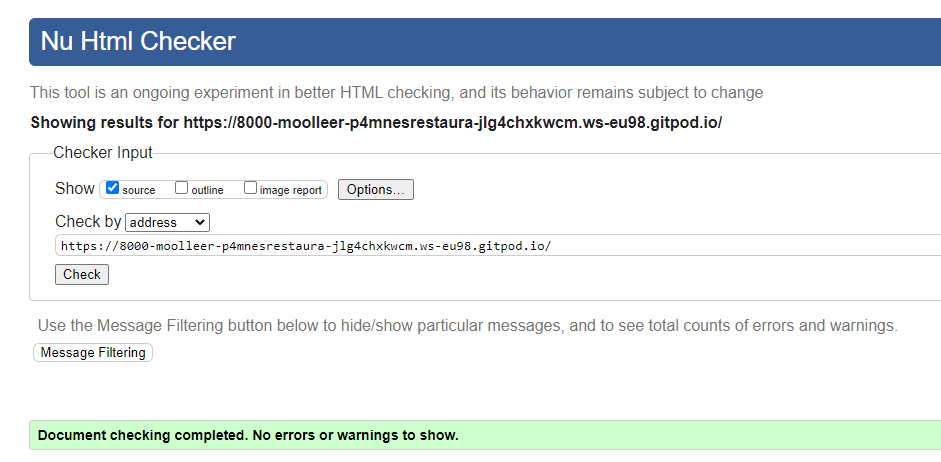 Nu Html Checker
This tool is an ongoing experiment in better HTML checking, and its behavior remains subject to change
Showing results for https://8000-moolleer-p4mnesrestaura-jlg4chxkwcm.ws-eu98.gitpod.io/
Checker Input
Show source outline image report Options...
Check by address
https://8000-moolleer-p4mnesrestaura-jlg4chxkwcm.ws-eu98.gitpod.io/
Check
Use the Message Filtering button below to hide/show particular messages, and to see total counts of errors and warnings.
Message Filtering
Document checking completed. No errors or warnings to show.